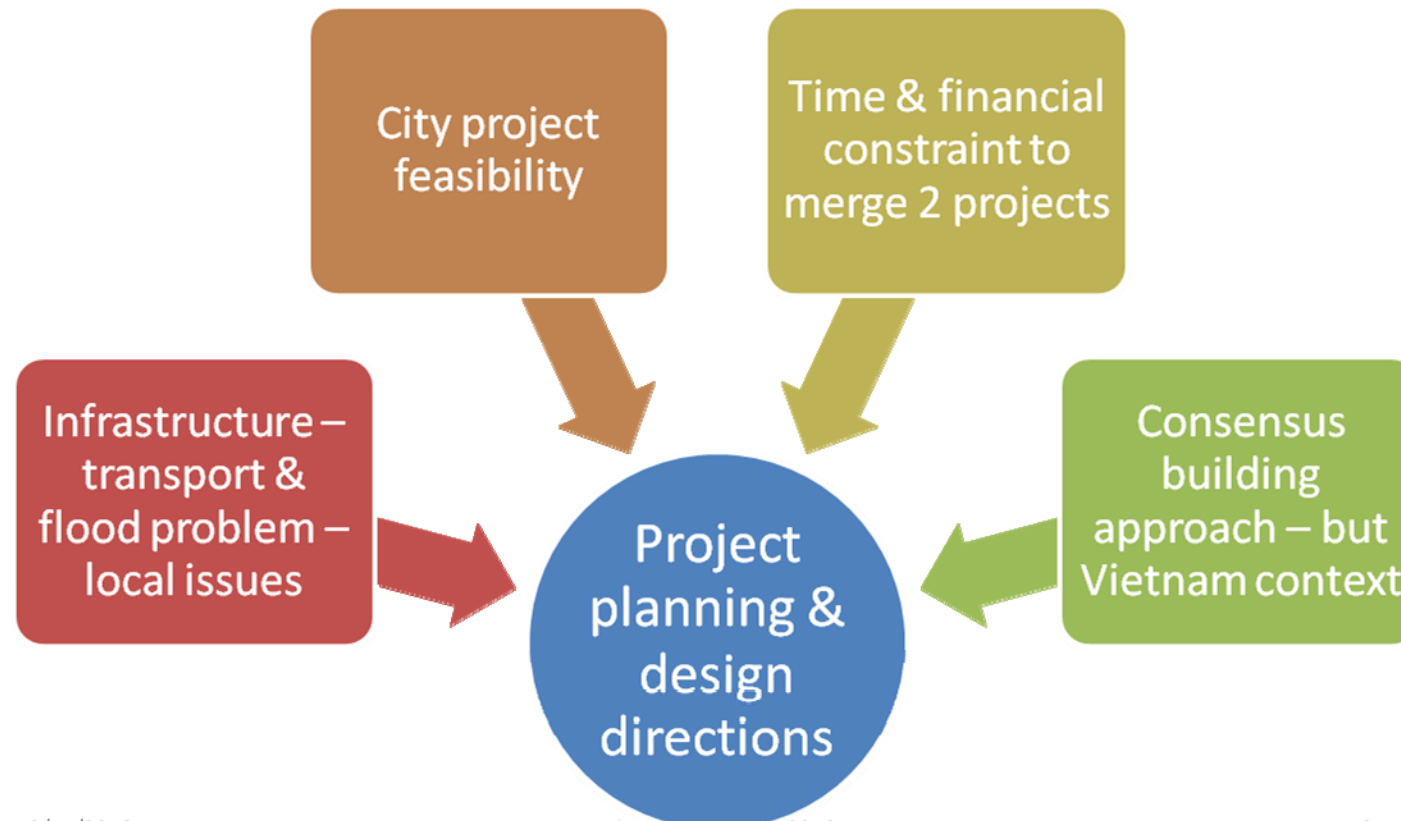 City project
feasibility
Time & financial
constraint to
merge 2 projects
Infrastructure –
transport &
flood problem –
local issues
Consensus
building
approach – but
Vietnam context
Project
planning &
design
directions